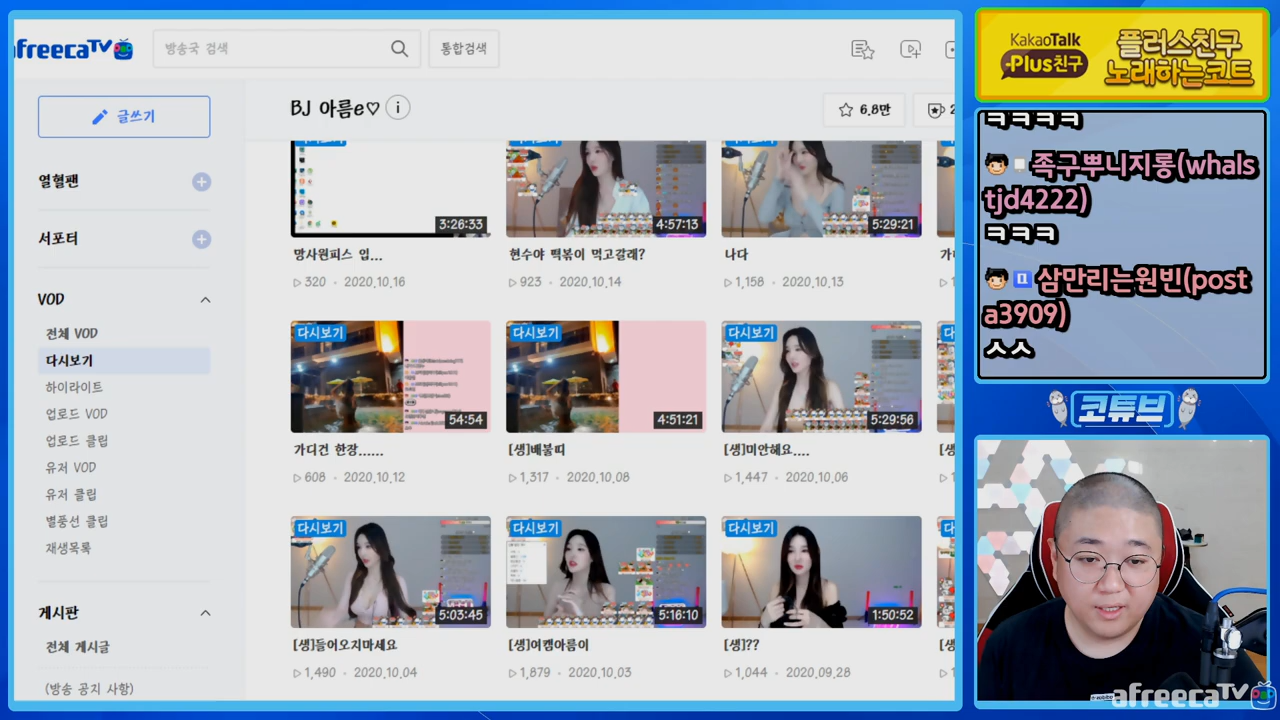 afreecaTV
방송국 검색
통합검색
글쓰기
열혈팬
서포터
VOD
전체 VOD
다시보기
하이라이트
업로드 VOD
업로드 클립
유저 VOD
유저 클립
별풍선 클립
재생목록
게시판
전체 게시글
(방송 공지 사항)
BJ 아름e♡
6.8만
3:26:33
4:57:13
5:29:21
망사원피스 입...
현수야 떡볶이 먹고갈래?
나다
320 · 2020.10.16
923 · 2020.10.14
1,158 · 2020.10.13
다시보기
다시보기
다시보기
54:54
4:51:21
5:29:56
가디건 한장......
[생]배불띠
[생]미안해요....
608 · 2020.10.12
1,317 · 2020.10.08
1,447 · 2020.10.06
다시보기
다시보기
다시보기
5:03:45
5:16:10
1:50:52
[생]들어오지마세요
[생]여캠아름이
[생]??
1,490 · 2020.10.04
1,879 · 2020.10.03
1,044 · 2020.09.28
KakaoTalk
Plus친구
플러스친구
노래하는코트
ㅋㅋㅋㅋ
족구뿌니지롱(whals
tjd4222)
ㅋㅋㅋ
삼만리는원빈(post
a3909)
ㅅㅅ
코튜브
afreecaTV